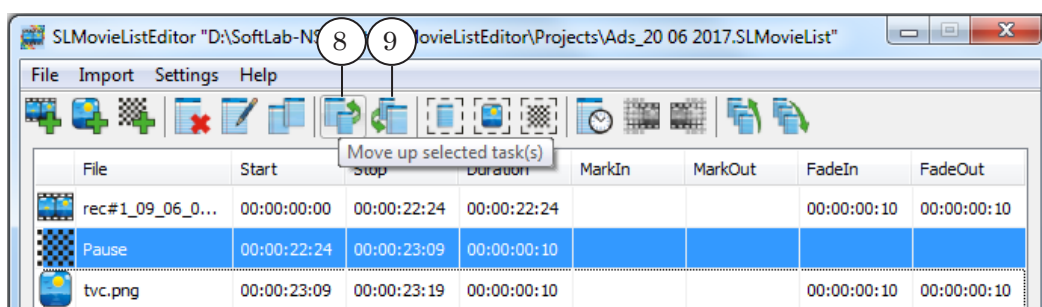 SLMovieListEditor "D:\SoftLab-NS 8 9 MovieListEditor\Projects\Ads_20 06 2017.SLMovieList"
File Import Settings Help
Move up selected task(s)
File Start Stop Duration MarkIn MarkOut FadeIn FadeOut
rec#1_09_06_0... 00:00:00:00 00:00:22:24 00:00:22:24 00:00:00:10 00:00:00:10
Pause 00:00:22:24 00:00:23:09 00:00:00:10
tvc.png 00:00:23:09 00:00:23:19 00:00:00:10 00:00:00:10 00:00:00:10